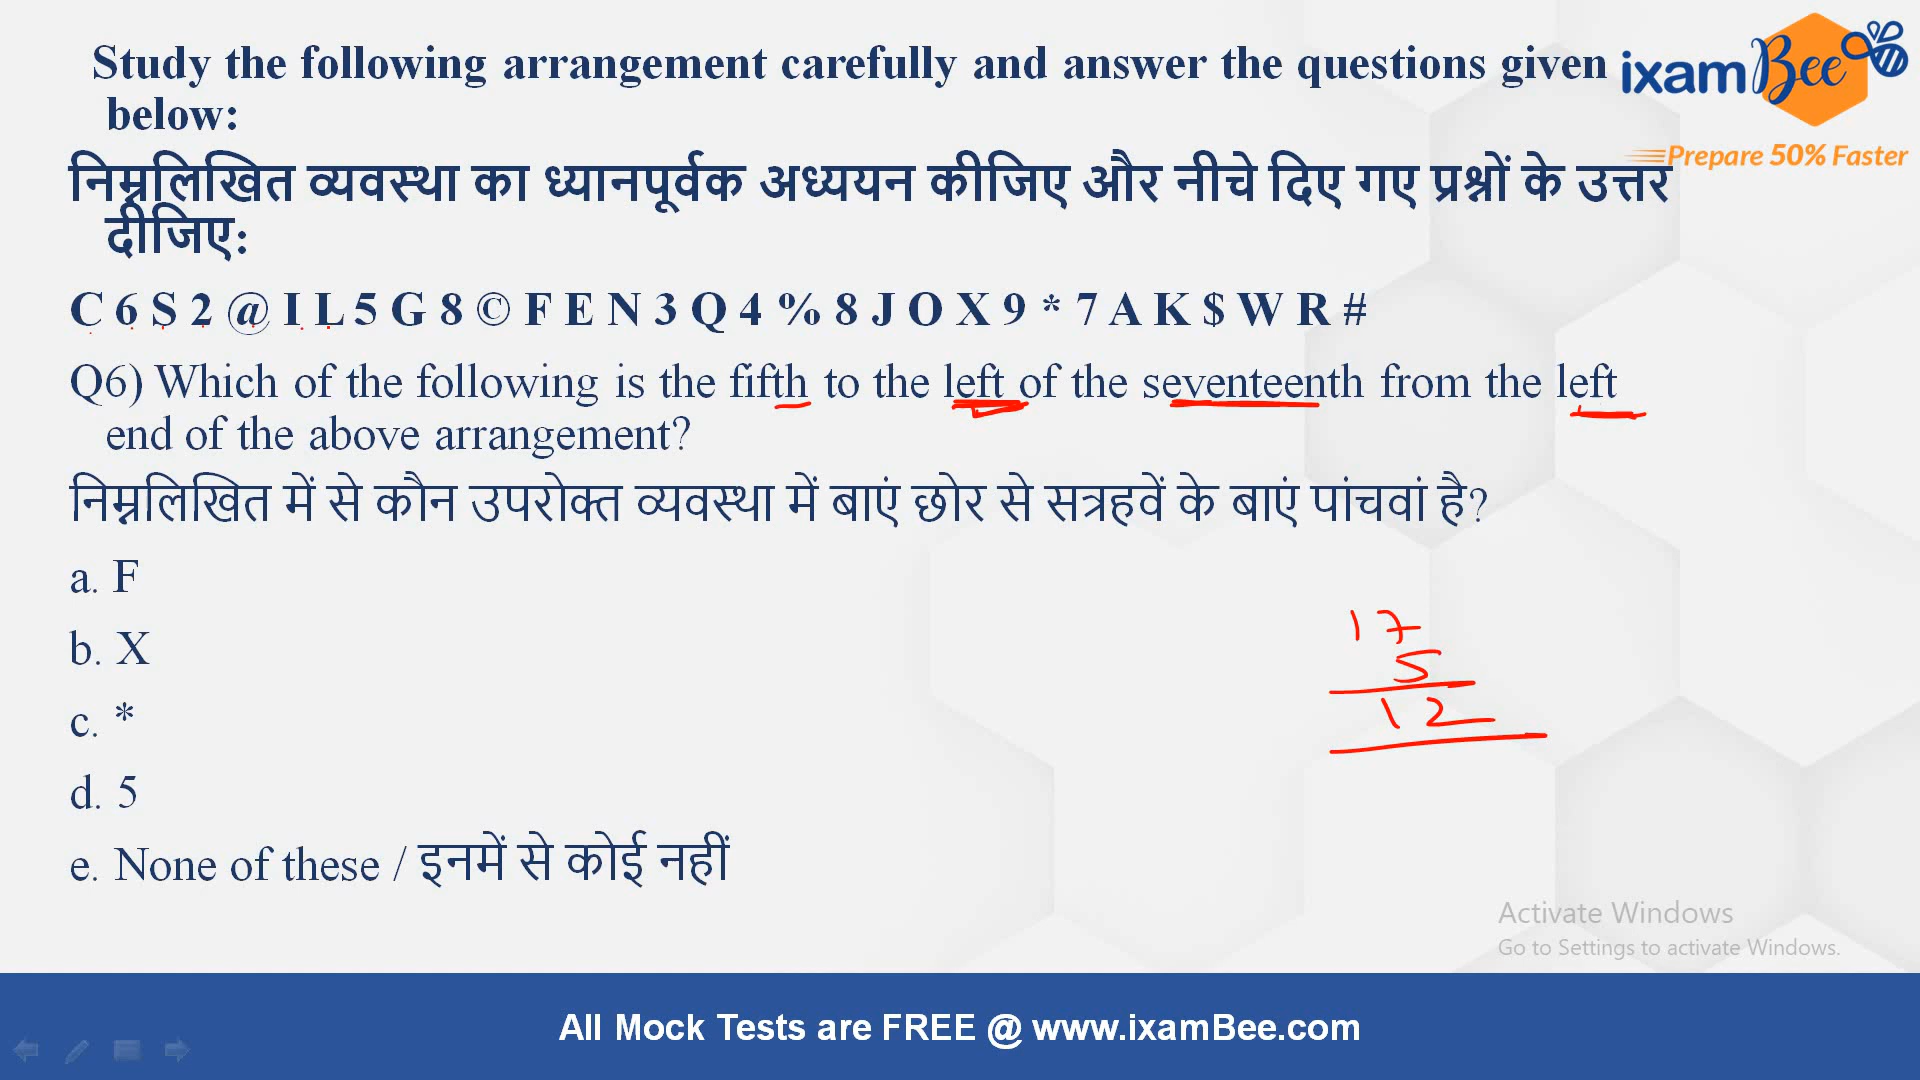 Study the following arrangement carefully and answer the questions given
below:
ixamBee
Prepare 50% Faster
निम्नलिखित व्यवस्था का ध्यानपूर्वक अध्ययन कीजिए और नीचे दिए गए प्रश्नों के उत्तर
दीजिए:
C 6 S 2 @ I L 5 G 8 © F E N 3 Q 4 % 8 J O X 9 * 7 A K $ W R #
Q6) Which of the following is the fifth to the left of the seventeenth from the left
end of the above arrangement?
निम्नलिखित में से कौन उपरोक्त व्यवस्था में बाएं छोर से सत्रहवें के बाएं पांचवां है?
a. F
b. X
c. *
d. 5
e. None of these / इनमें से कोई नहीं
17
5
12
Activate Windows
Go to Settings to activate Windows.
All Mock Tests are FREE @ www.ixamBee.com